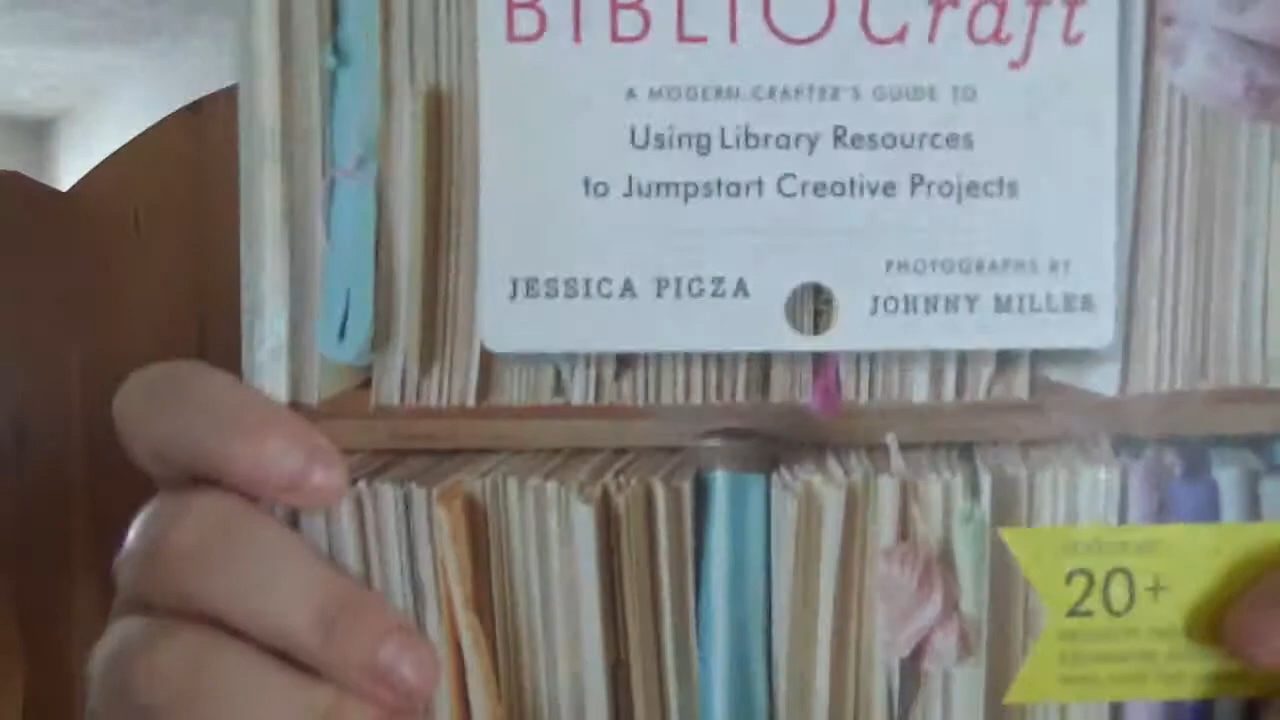 BIBLIOCraft
A MODERN CRAFTER'S GUIDE TO
Using Library Resources
to Jumpstart Creative Projects
JESSICA PIGZA
PHOTOGRAPHS BY
JOHNNY MILLER
20+